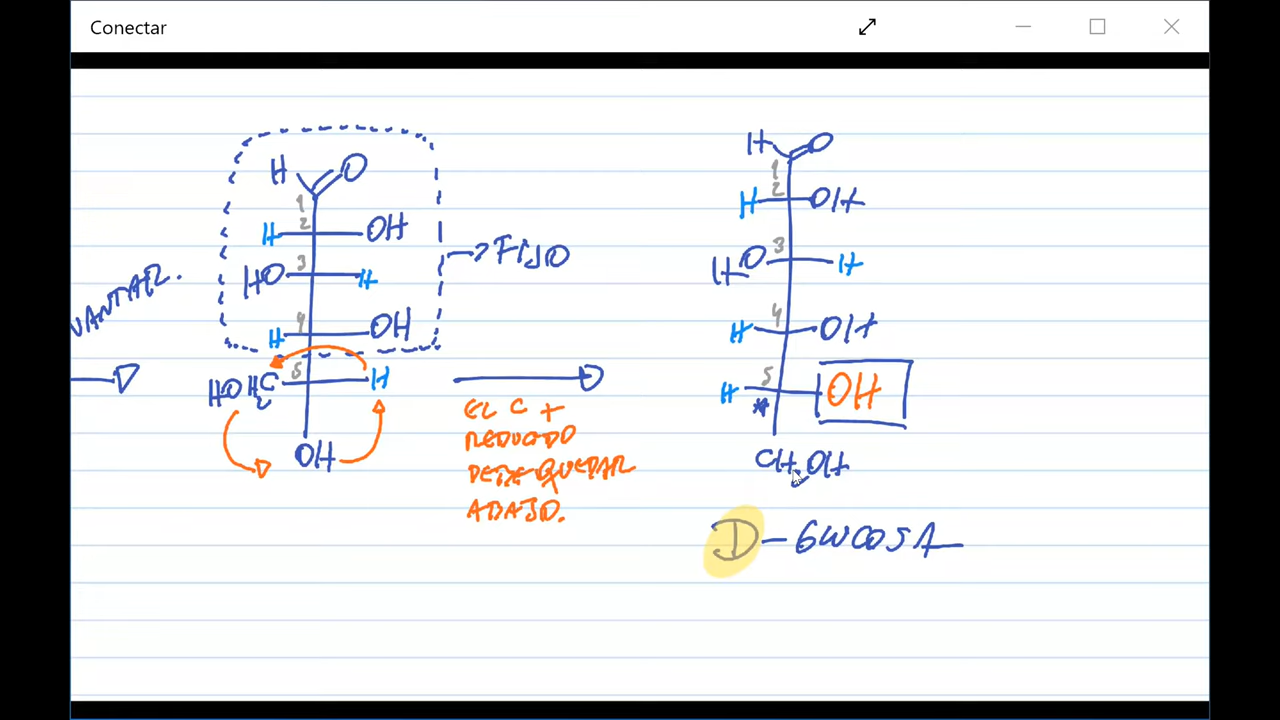 Conectar
H O
1
2
H OH
3
HO H
4
H OH
5
HOH2C H
OH
VANTAR.
→ FIJO
EL C +
REDUCIDO
DEBE QUEDAR
ABAJO.
H O
1
2
H OH
3
HO H
4
H OH
5
H OH
*
CH2OH
D - GLUCOSA